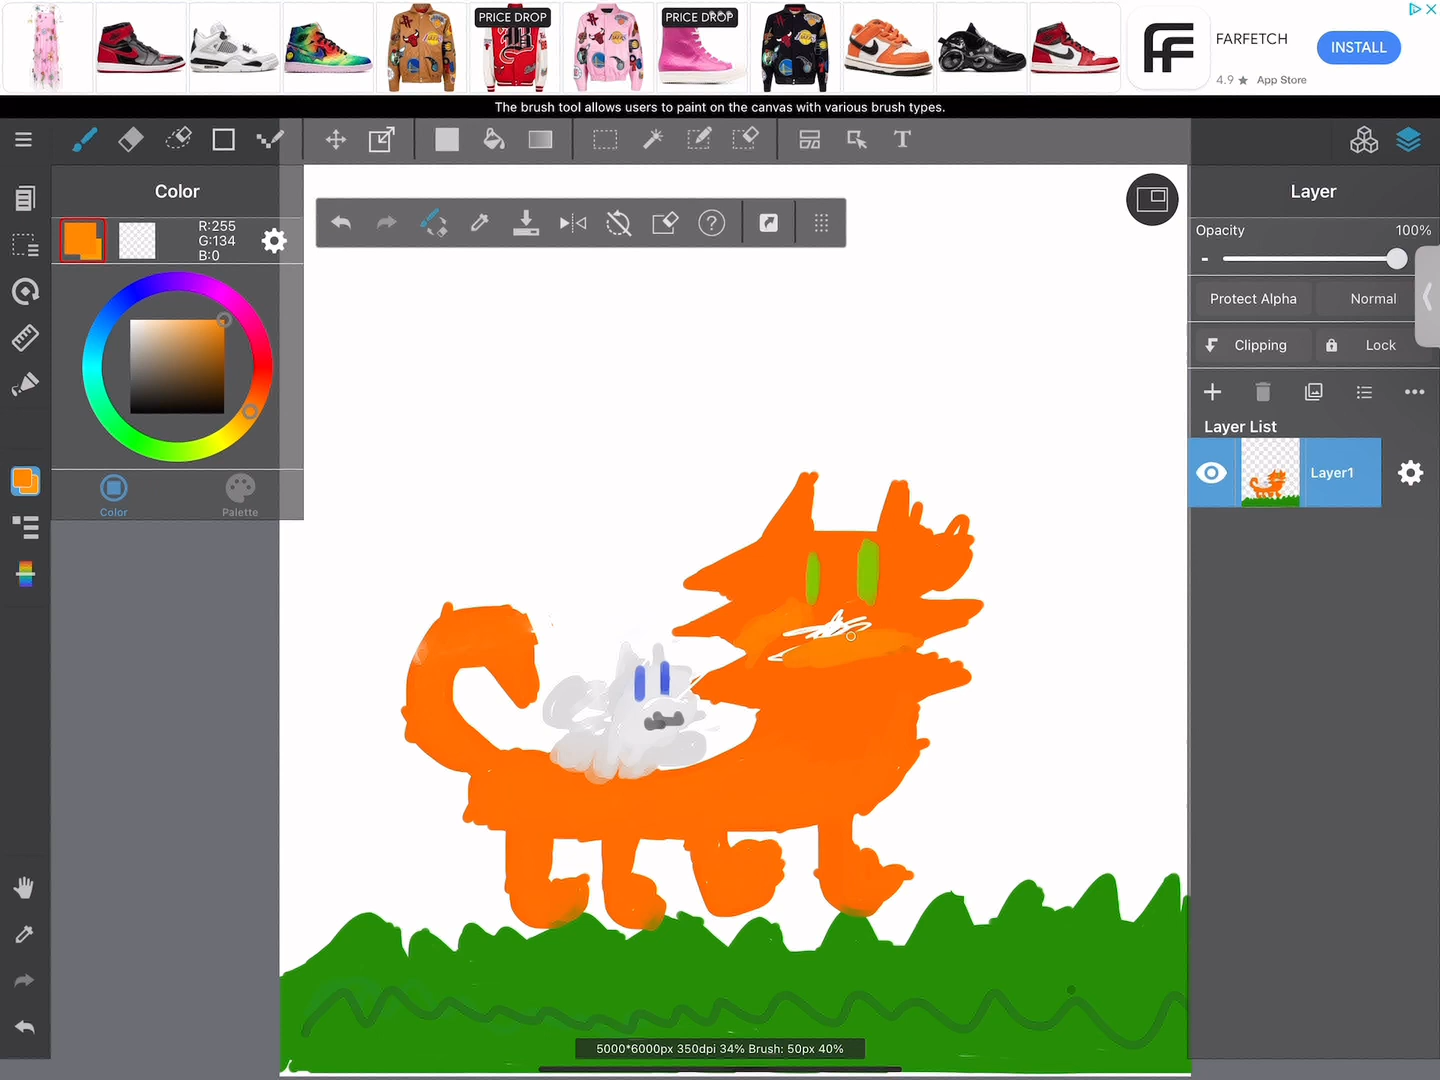 PRICE DROP
PRICE DROP
FARFETCH
4.9 ★ App Store
INSTALL
The brush tool allows users to paint on the canvas with various brush types.
Color
R:255
G:134
B:0
Color
Palette
Layer
Opacity 100%
Protect Alpha Normal
Clipping Lock
Layer List
Layer1
5000*6000px 350dpi 34% Brush: 50px 40%